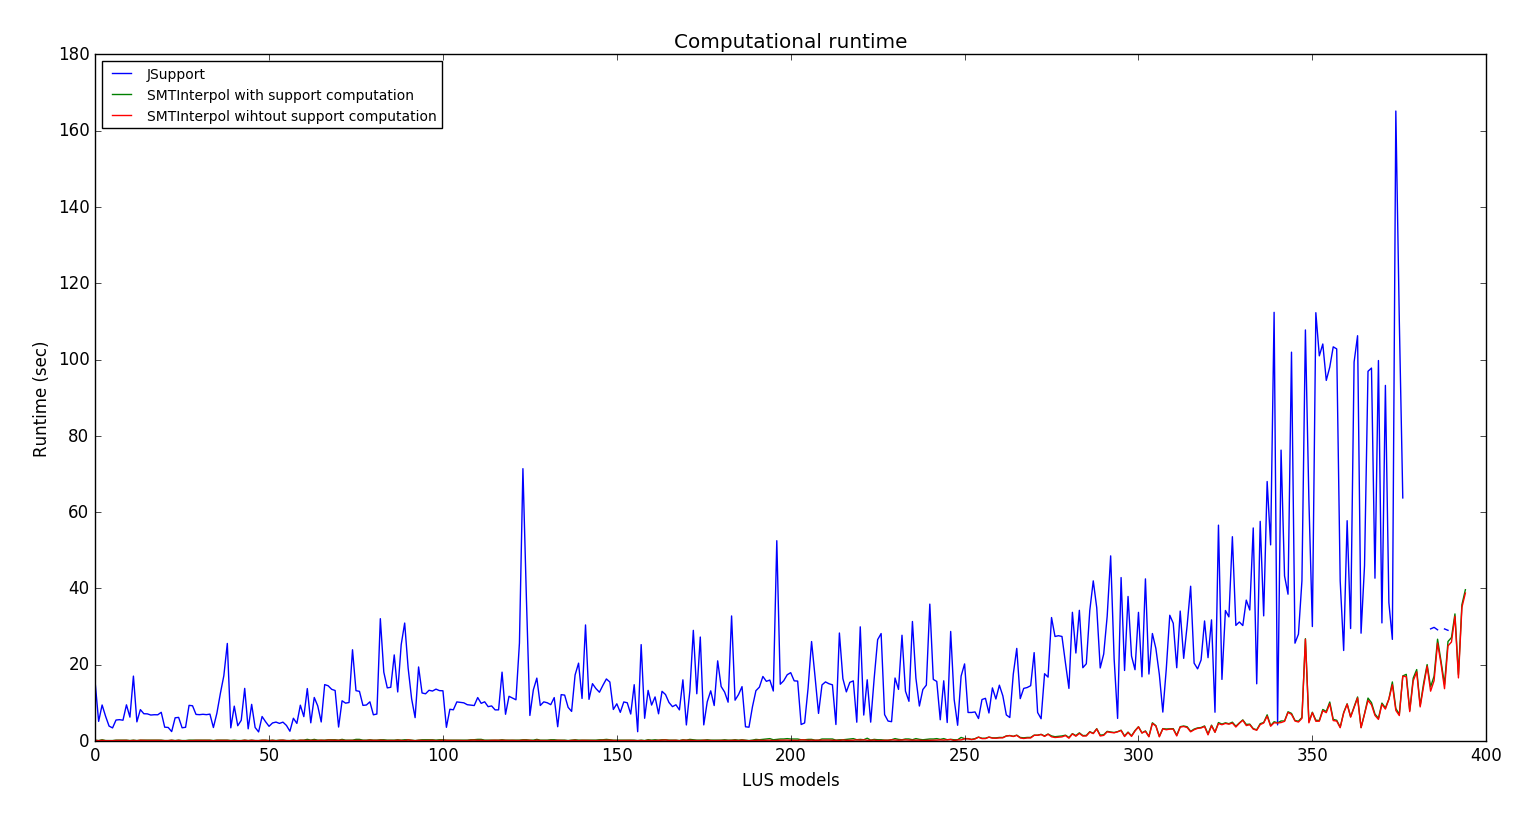 Computational runtime
180
160
140
120
100
80
60
40
20
0
Runtime (sec)
JSupport
SMTInterpol with support computation
SMTInterpol wihtout support computation
0 50 100 150 200 250 300 350 400
LUS models